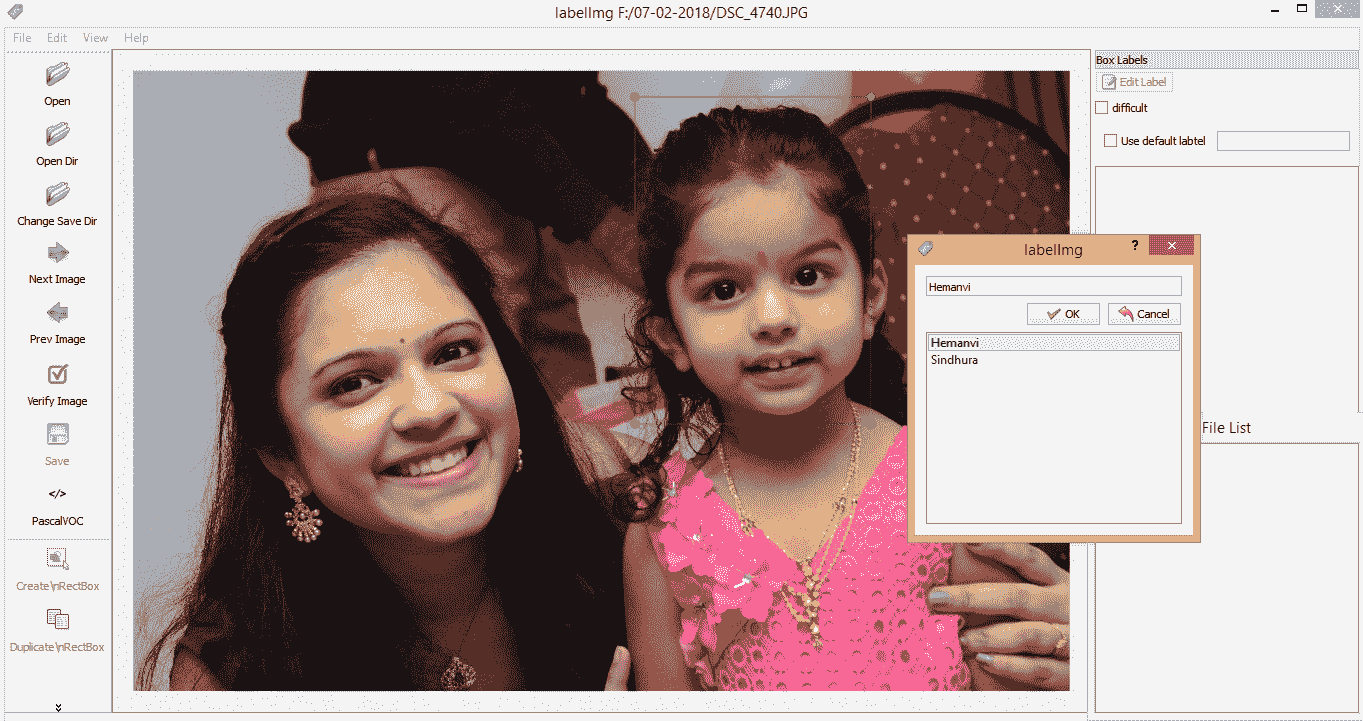 labelImg F:/07-02-2018/DSC_4740.JPG
File Edit View Help
Open
Open Dir
Change Save Dir
Next Image
Prev Image
Verify Image
Save
</>
PascalVOC
Create\nRectBox
Duplicate\nRectBox
Box Labels
Edit Label
difficult
Use default labtel
labelImg
?
Hemanvi
OK Cancel
Hemanvi
Sindhura
File List